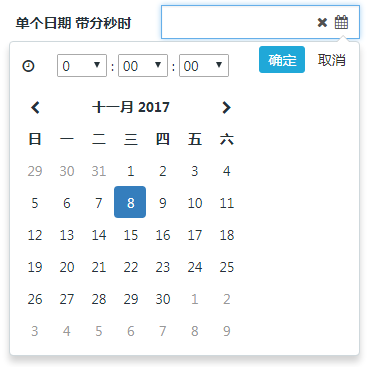 单个日期 带分秒时
0 : 00 : 00 确定 取消
十一月 2017
日 一 二 三 四 五 六
29 30 31 1 2 3 4
5 6 7 8 9 10 11
12 13 14 15 16 17 18
19 20 21 22 23 24 25
26 27 28 29 30 1 2
3 4 5 6 7 8 9